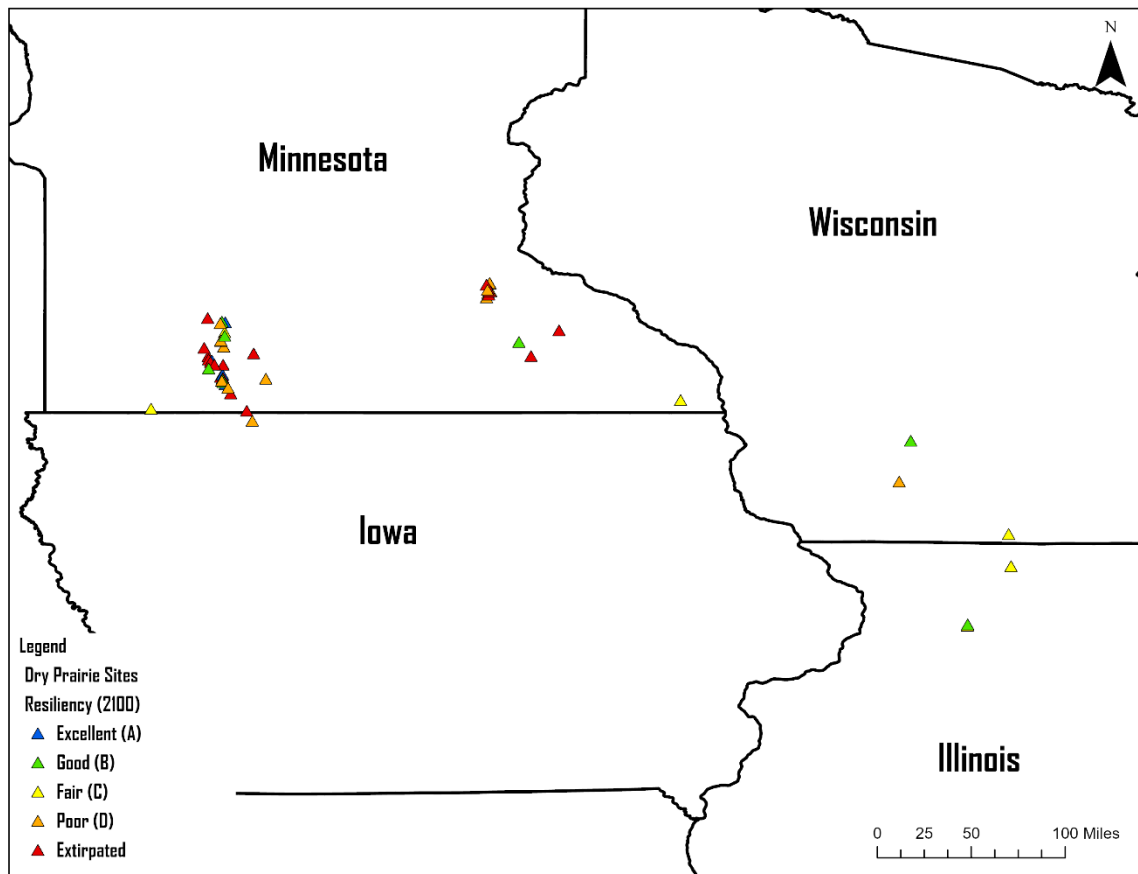 N
Minnesota
Wisconsin
Iowa
Illinois
Legend
Dry Prairie Sites
Resiliency (2100)
Excellent (A)
Good (B)
Fair (C)
Poor (D)
Extirpated
0 25 50 100 Miles